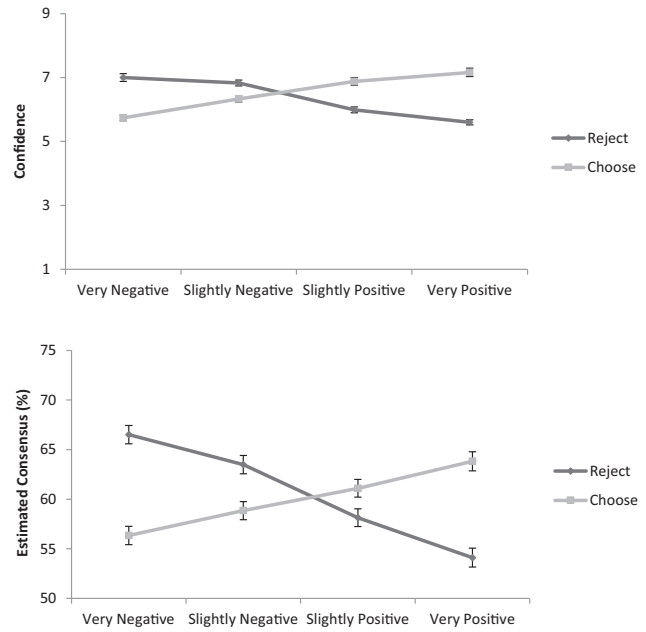 9
7
5
3
1
Confidence
Very Negative Slightly Negative Slightly Positive Very Positive
Reject
Choose
75
70
65
60
55
50
Estimated Consensus (%)
Very Negative Slightly Negative Slightly Positive Very Positive
Reject
Choose